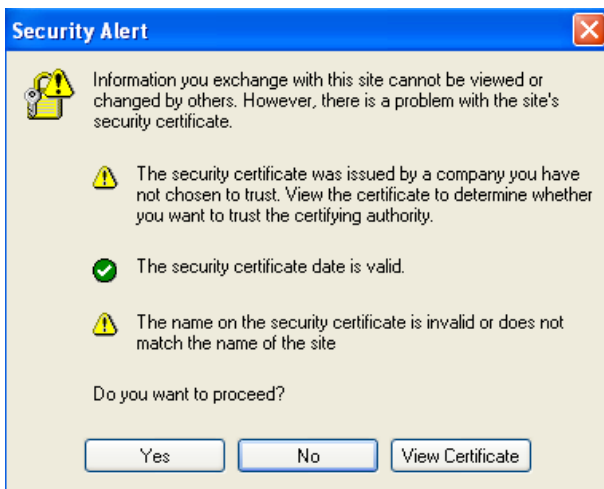 Security Alert
Information you exchange with this site cannot be viewed or
changed by others. However, there is a problem with the site's
security certificate.
The security certificate was issued by a company you have
not chosen to trust. View the certificate to determine whether
you want to trust the certifying authority.
The security certificate date is valid.
The name on the security certificate is invalid or does not
match the name of the site
Do you want to proceed?
Yes
No
View Certificate